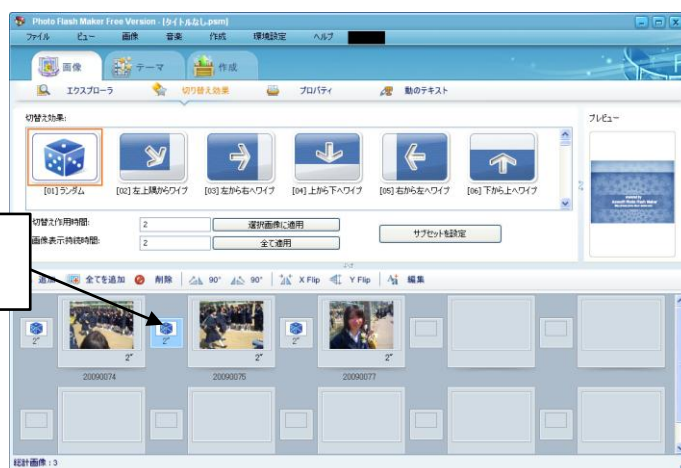 Photo Flash Maker Free Version - [タイトルなし.psm]
ファイル ビュー 画像 音楽 作成 環境設定 ヘルプ
画像 テーマ 作成
エクスプローラ 切り替え効果 プロパティ 動のテキスト
切替え効果: プレビュー
[01]ランダム [02]左上隅からワイプ [03]左から右へワイプ [04]上から下へワイプ [05]右から左へワイプ [06]下から上へワイプ
切替え作用時間: 2 選択画像に適用 サブセットを設定
画像表示持続時間: 2 全て適用
追加 全てを追加 削除 90° 90° X Flip Y Flip 編集
2" 2" 2" 2" 2" 2"
20090074 20090075 20090077
総計画像 : 3